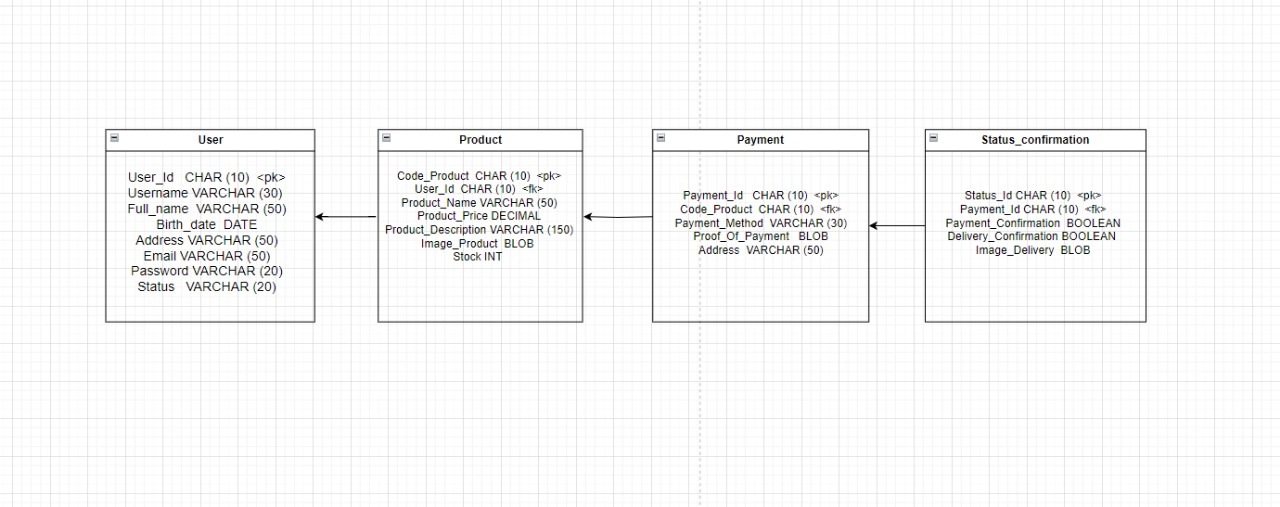 User
User_Id CHAR (10) <pk>
Username VARCHAR (30)
Full_name VARCHAR (50)
Birth_date DATE
Address VARCHAR (50)
Email VARCHAR (50)
Password VARCHAR (20)
Status VARCHAR (20)
Product
Code_Product CHAR (10) <pk>
User_Id CHAR (10) <fk>
Product_Name VARCHAR (50)
Product_Price DECIMAL
Product_Description VARCHAR (150)
Image_Product BLOB
Stock INT
Payment
Payment_Id CHAR (10) <pk>
Code_Product CHAR (10) <fk>
Payment_Method VARCHAR (30)
Proof_Of_Payment BLOB
Address VARCHAR (50)
Status_confirmation
Status_Id CHAR (10) <pk>
Payment_Id CHAR (10) <fk>
Payment_Confirmation BOOLEAN
Delivery_Confirmation BOOLEAN
Image_Delivery BLOB